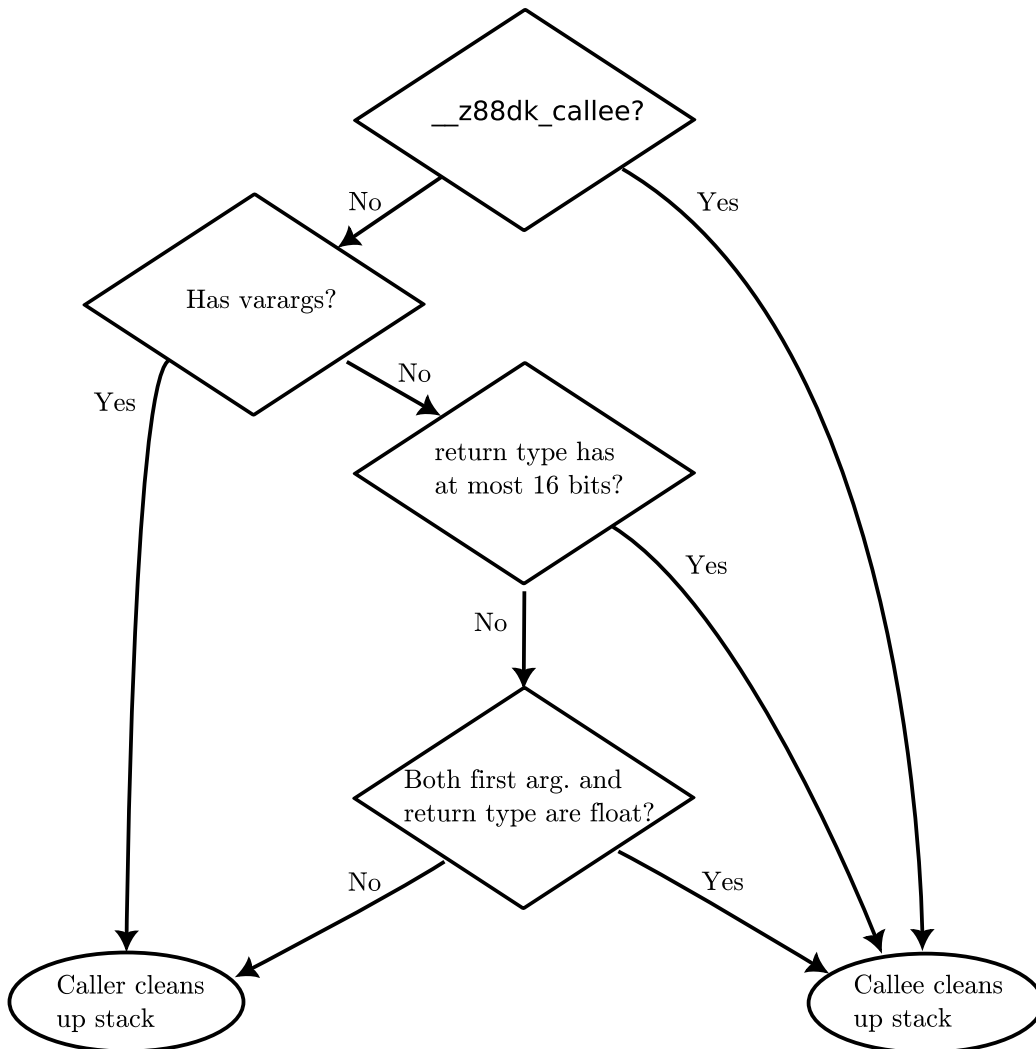 __z88dk_callee?
No
Yes
Has varargs?
No
Yes
return type has
at most 16 bits?
Yes
No
Both first arg. and
return type are float?
No
Yes
Caller cleans
up stack
Callee cleans
up stack